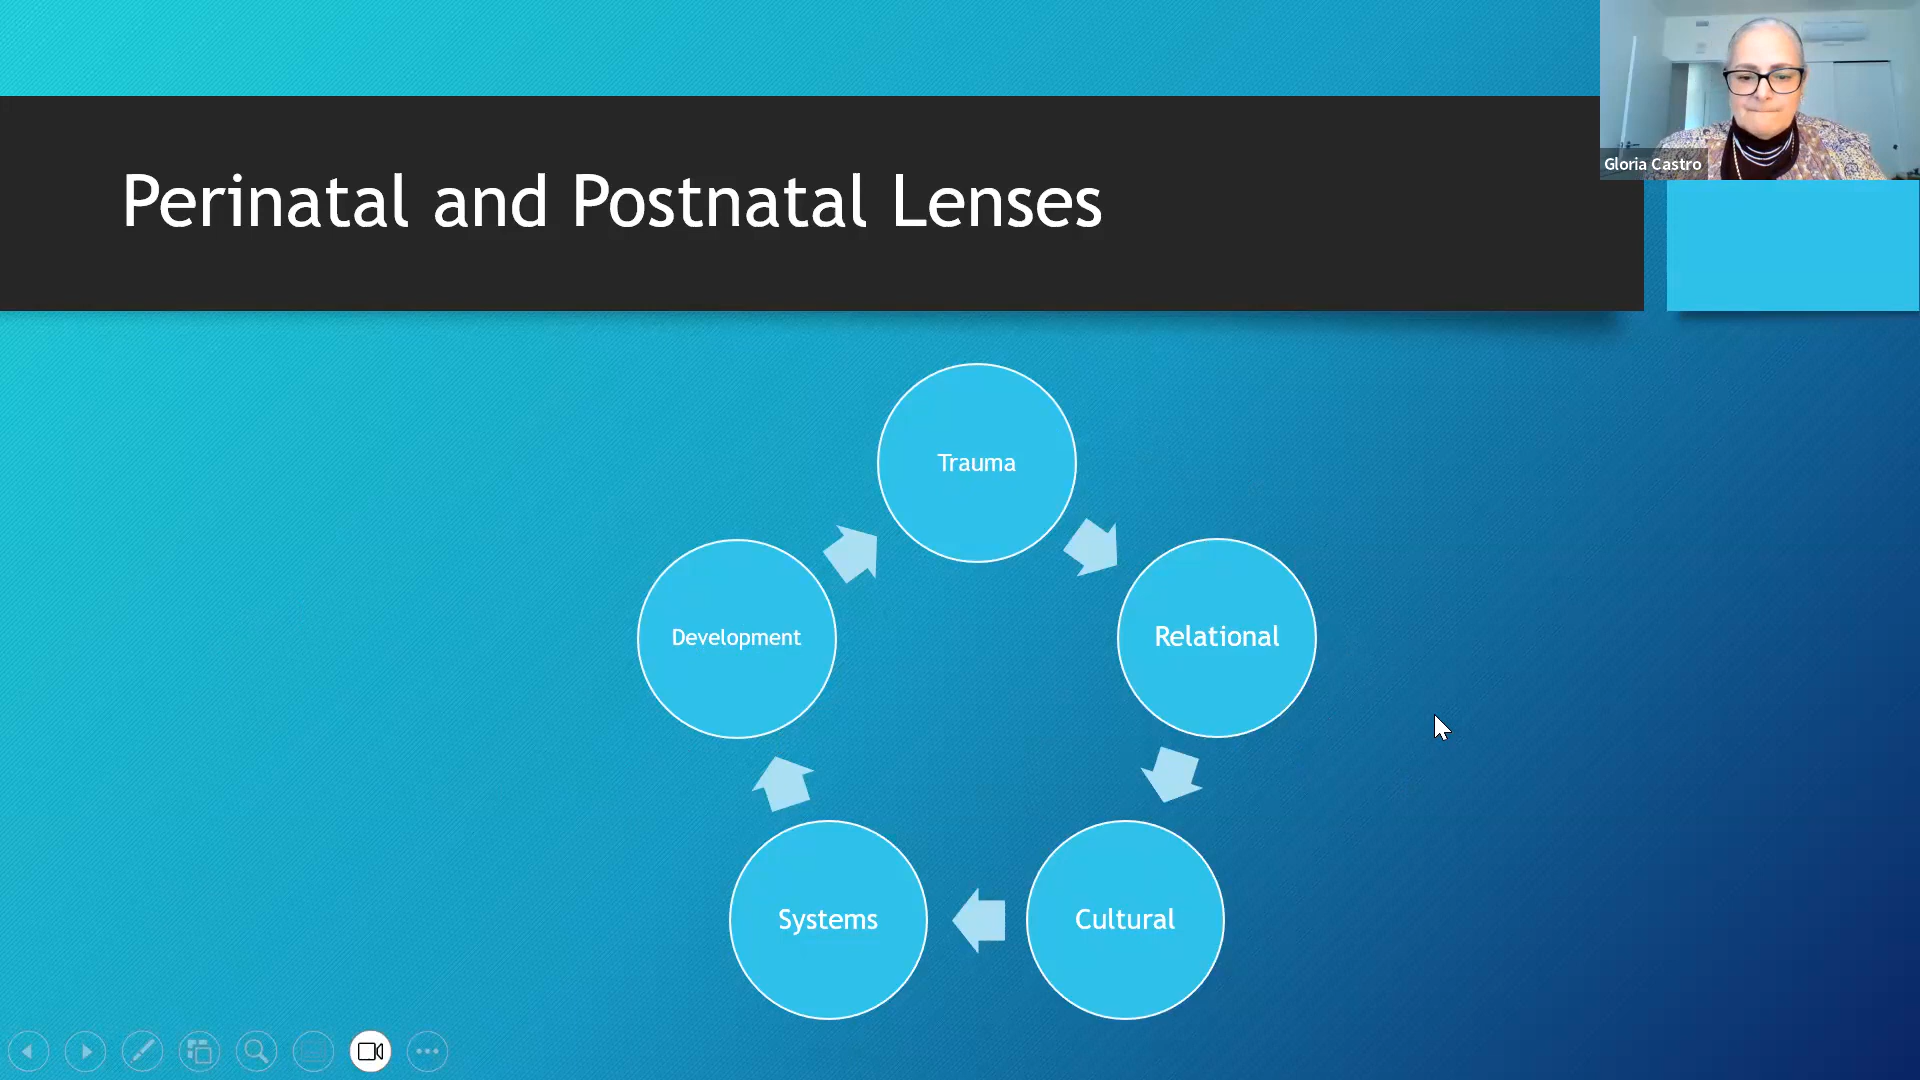 Gloria Castro
Perinatal and Postnatal Lenses
Trauma
Relational
Cultural
Systems
Development